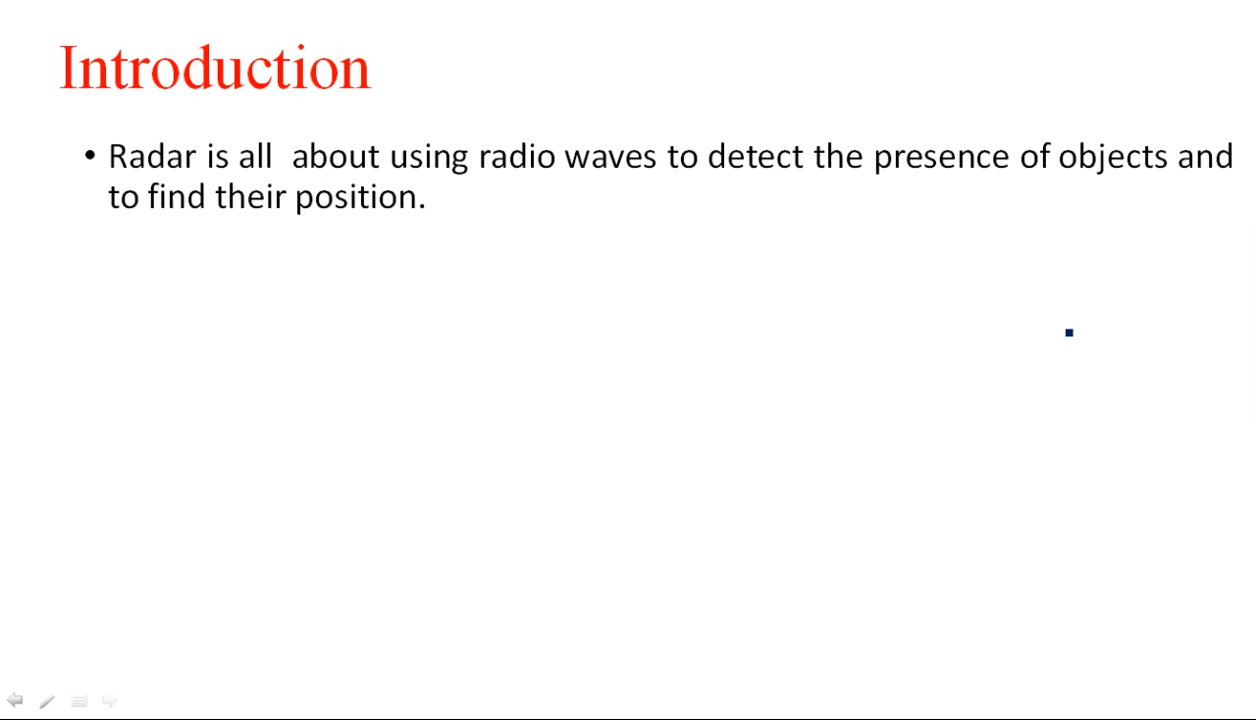 Introduction
• Radar is all  about using radio waves to detect the presence of objects and
to find their position.